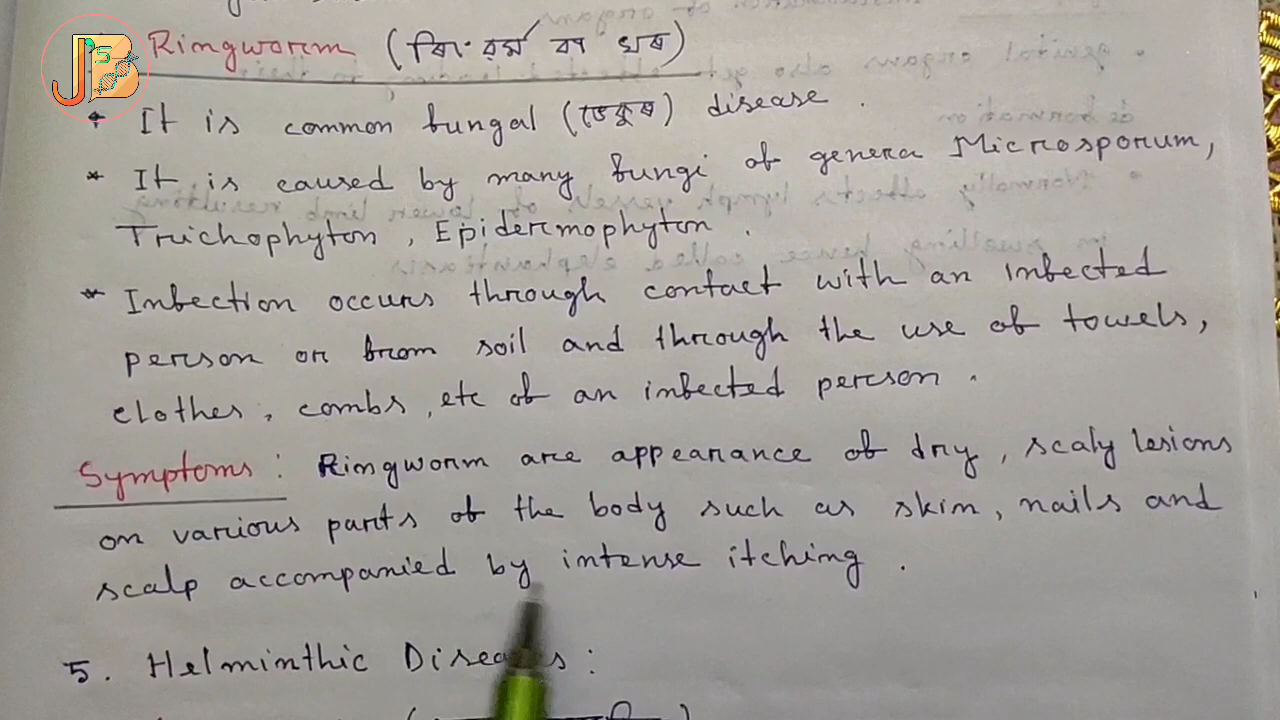 JBS
Ringworm (ৰিং ৱৰ্ম বা খৰ)
* It is common fungal (ভেকুৰ) disease.
* It is caused by many fungi of genera Microsporum,
Trichophyton, Epidermophyton.
* Infection occurs through contact with an infected
person or from soil and through the use of towels,
clothes, combs, etc of an infected person.
Symptoms: Ringworm are appearance of dry, scaly lesions
on various parts of the body such as skin, nails and
scalp accompanied by intense itching.
5. Helminthic Diseases: